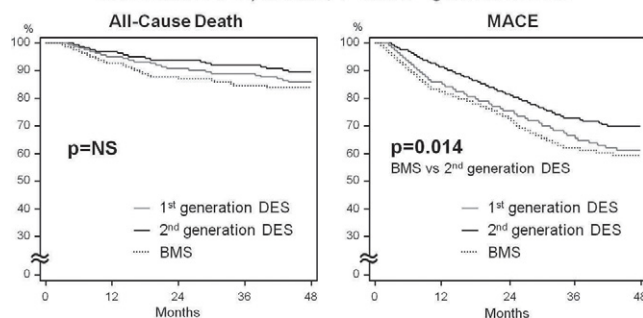 All-Cause Death
%
100
90
80
70
60
50
40
30
0
p=NS
1st generation DES
2nd generation DES
BMS
0 12 24 36 48
Months
MACE
%
100
90
80
70
60
50
40
30
0
p=0.014
BMS vs 2nd generation DES
1st generation DES
2nd generation DES
BMS
0 12 24 36 48
Months